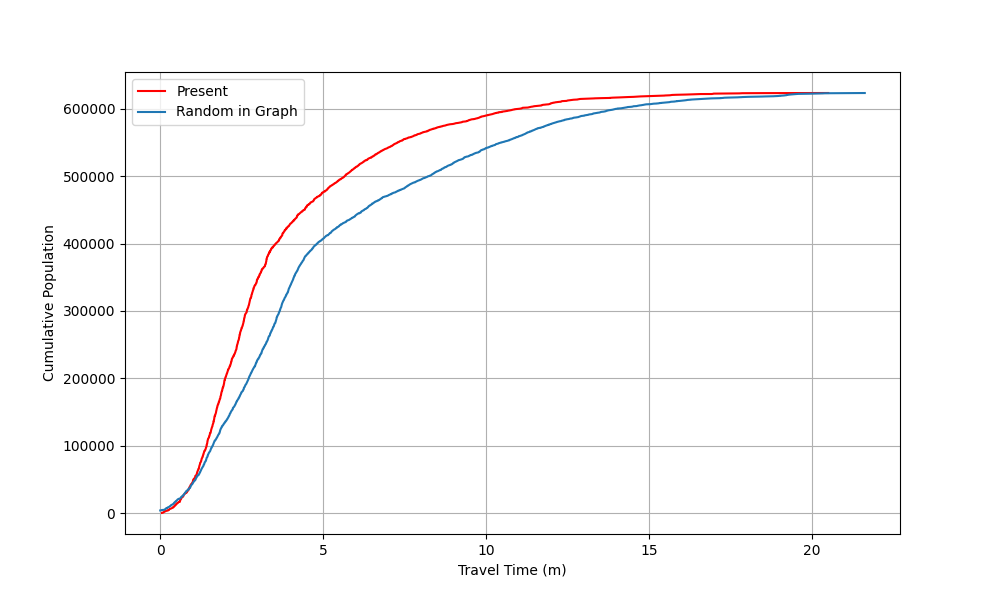 Present
Random in Graph
600000
500000
400000
300000
200000
100000
0
Cumulative Population
0 5 10 15 20
Travel Time (m)